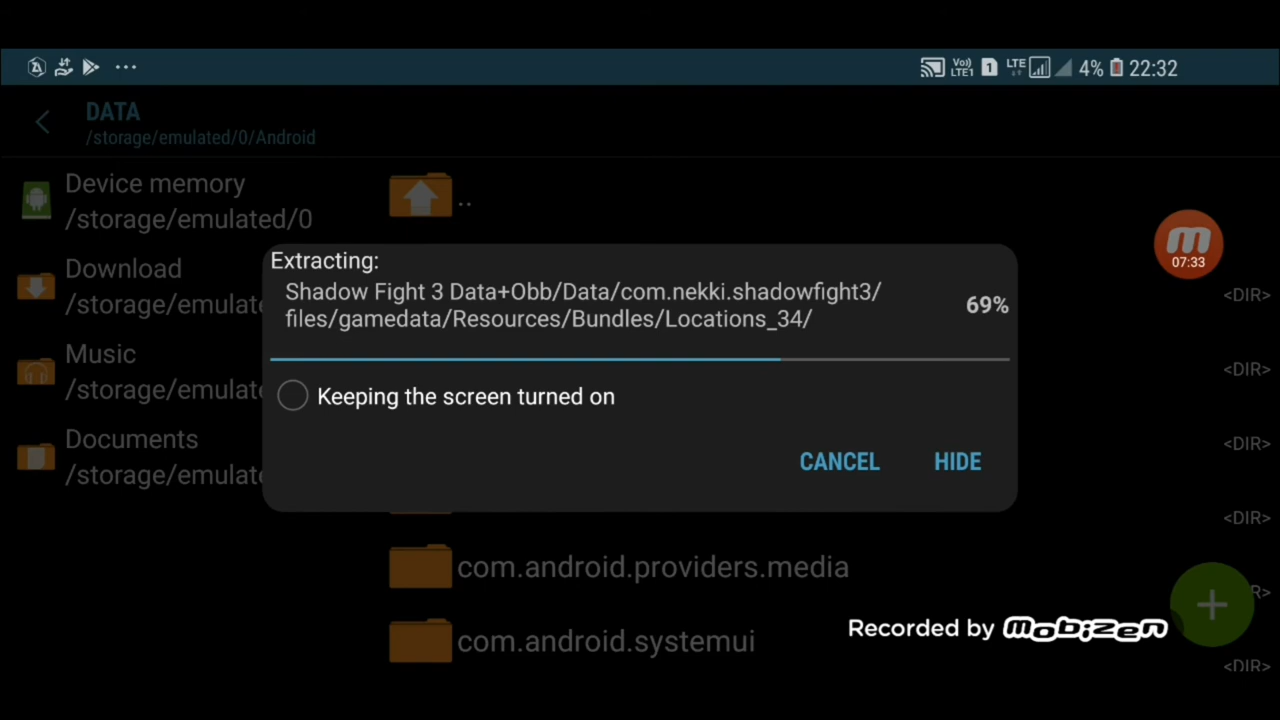 LTE1 1 LTE 4% 22:32
DATA
/storage/emulated/0/Android
Device memory
/storage/emulated/0
..
Download
/storage/emulate
Music
/storage/emulate
Documents
/storage/emulate
Extracting:
Shadow Fight 3 Data+Obb/Data/com.nekki.shadowfight3/
files/gamedata/Resources/Bundles/Locations_34/
69%
Keeping the screen turned on
CANCEL HIDE
07:33
<DIR>
<DIR>
<DIR>
<DIR>
com.android.providers.media
R>
com.android.systemui
<DIR>
Recorded by mobizen